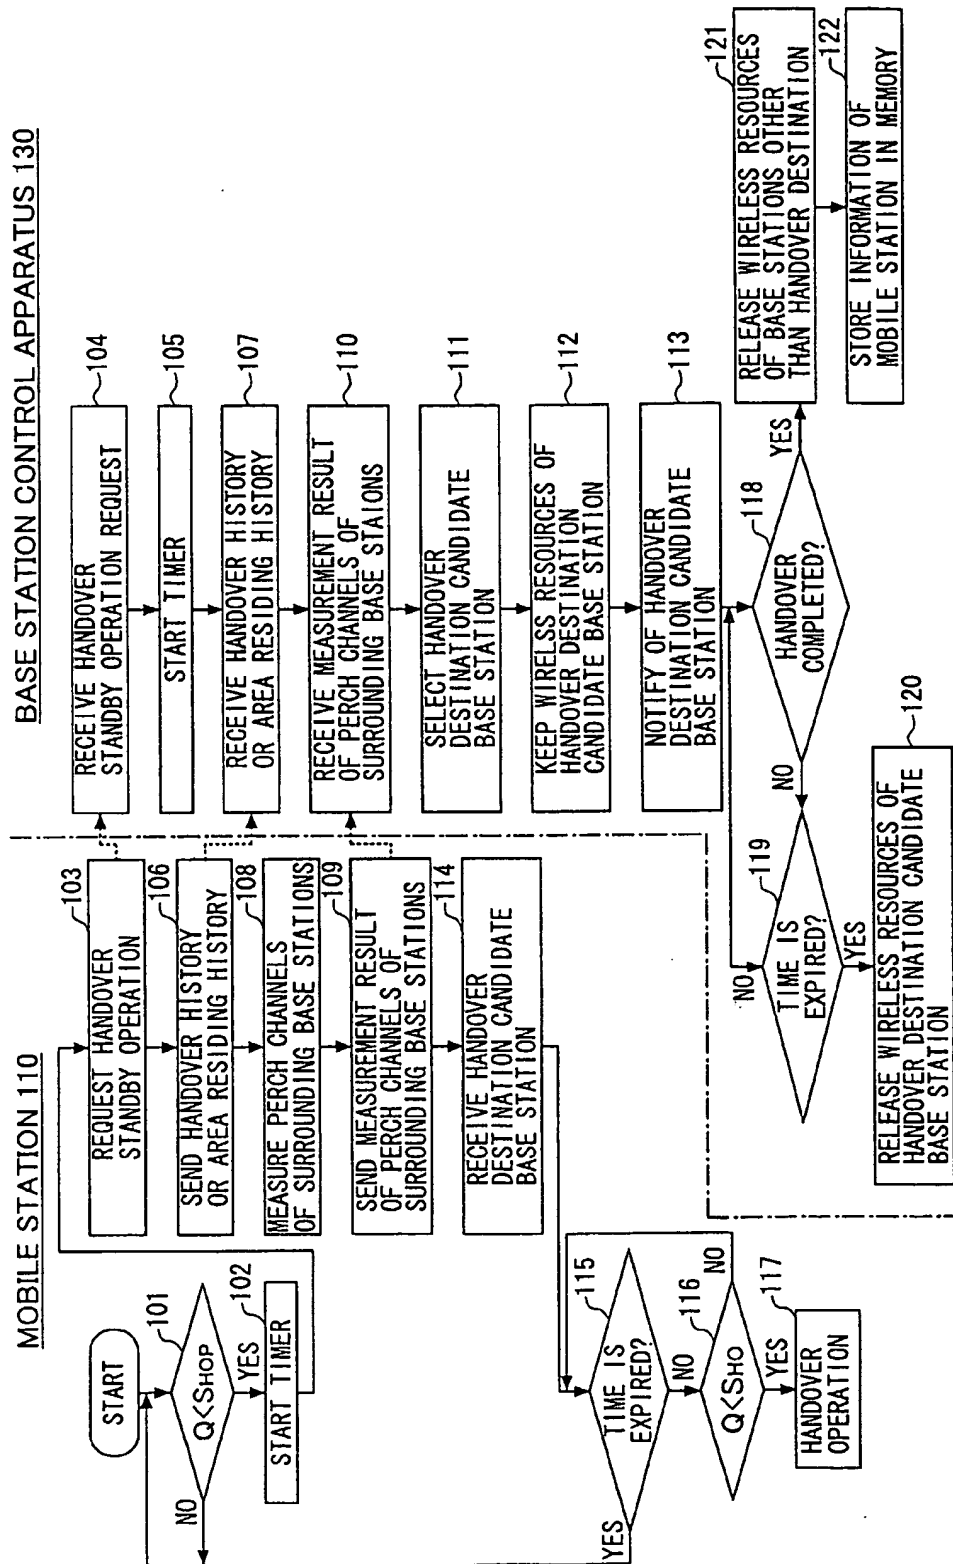 MOBILE STATION 110
START
101
Q<SHOP
NO
YES
102
START TIMER
103
REQUEST HANDOVER
STANDBY OPERATION
106
SEND HANDOVER HISTORY
OR AREA RESIDING HISTORY
108
MEASURE PERCH CHANNELS
OF SURROUNDING BASE STATIONS
109
SEND MEASUREMENT RESULT
OF PERCH CHANNELS OF
SURROUNDING BASE STATIONS
114
RECEIVE HANDOVER
DESTINATION CANDIDATE
BASE STATION
115
TIME IS
EXPIRED?
YES
NO
116
Q<SHO
NO
YES
117
HANDOVER
OPERATION
BASE STATION CONTROL APPARATUS 130
104
RECEIVE HANDOVER
STANDBY OPERATION REQUEST
105
START TIMER
107
RECEIVE HANDOVER HISTORY
OR AREA RESIDING HISTORY
110
RECEIVE MEASUREMENT RESULT
OF PERCH CHANNELS OF
SURROUNDING BASE STAIONS
111
SELECT HANDOVER
DESTINATION CANDIDATE
BASE STATION
112
KEEP WIRELSS RESOURCES OF
HANDOVER DESTINATION
CANDIDATE BASE STATION
113
NOTIFY OF HANDOVER
DESTINATION CANDIDATE
BASE STATION
118
HANDOVER
COMPLETED?
NO
YES
119
TIME IS
EXPIRED?
NO
YES
120
RELEASE WIRELESS RESOURCES OF
HANDOVER DESTINATION CANDIDATE
BASE STATION
121
RELEASE WIRELESS RESOURCES
OF BASE STATIONS OTHER
THAN HANDOVER DESTINATION
122
STORE INFORMATION OF
MOBILE STATION IN MEMORY